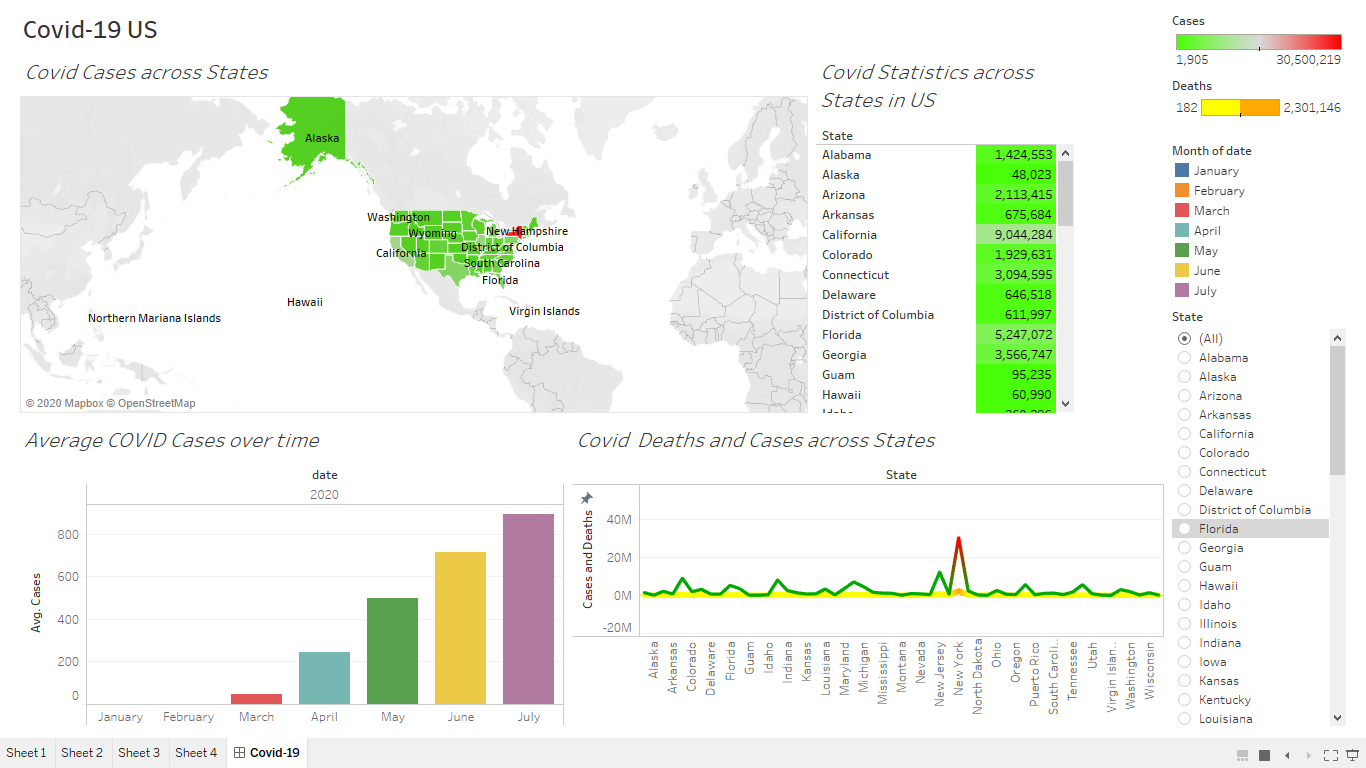 Covid-19 US
Covid Cases across States
Alaska
Washington
Wyoming
New Hampshire
California
District of Columbia
South Carolina
Florida
Hawaii
Virgin Islands
Northern Mariana Islands
© 2020 Mapbox © OpenStreetMap
Covid Statistics across
States in US
State
Alabama 1,424,553
Alaska 48,023
Arizona 2,113,415
Arkansas 675,684
California 9,044,284
Colorado 1,929,631
Connecticut 3,094,595
Delaware 646,518
District of Columbia 611,997
Florida 5,247,072
Georgia 3,566,747
Guam 95,235
Hawaii 60,990
Cases
1,905 30,500,219
Deaths
182 2,301,146
Month of date
January
February
March
April
May
June
July
State
(All)
Alabama
Alaska
Arizona
Arkansas
California
Colorado
Connecticut
Delaware
District of Columbia
Florida
Georgia
Guam
Hawaii
Idaho
Illinois
Indiana
Iowa
Kansas
Kentucky
Louisiana
Average COVID Cases over time
date
2020
Avg. Cases
800
600
400
200
0
January February March April May June July
Covid Deaths and Cases across States
State
Cases and Deaths
40M
20M
0M
-20M
Alaska
Arkansas
Colorado
Delaware
Florida
Guam
Idaho
Indiana
Kansas
Louisiana
Maryland
Michigan
Mississippi
Montana
Nevada
New Jersey
New York
North Dakota
Ohio
Oregon
Puerto Rico
South Caroli..
Tennessee
Utah
Virgin Islan..
Washington
Wisconsin
Sheet 1 Sheet 2 Sheet 3 Sheet 4 Covid-19